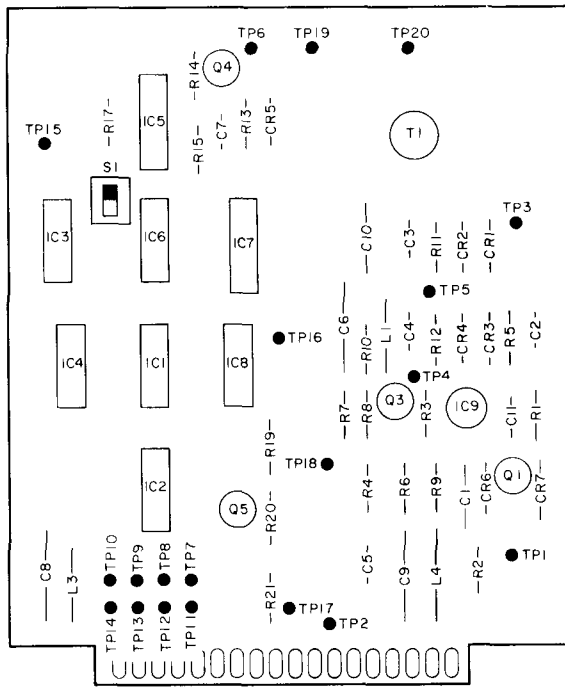 TP6 TP19 TP20
R14 Q4
TP15 R17 IC5 R15 C7 R13 CR5 T1
S1
IC3 IC6 IC7 C10 C3 R11 CR2 CR1 TP3
TP5
IC4 IC1 IC8 TP16 C6 R10 L1 C4 R12 CR4 CR3 R5 C2
TP4
R7 R8 Q3 R3 IC9 C11 R1
R19
TP18
IC2 Q5 R20 R4 R6 R9 C1 CR6 Q1 CR7
C8 L3 TP10 TP9 TP8 TP7 C5 C9 L4 R2 TP1
TP14 TP13 TP12 TP11 R21 TP17
TP2